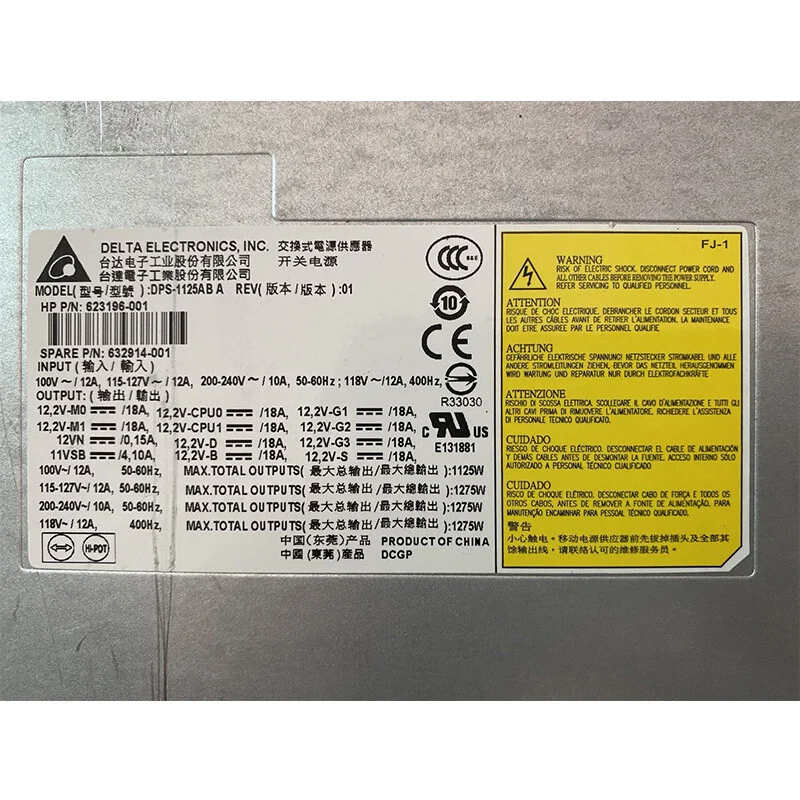 DELTA ELECTRONICS, INC. 交換式電源供應器
台达电子工业股份有限公司 开关电源
台達電子工業股份有限公司
MODEL(型号/型號):DPS-1125AB A REV(版本/版本):01
HP P/N: 623196-001
SPARE P/N: 632914-001
INPUT (输入/輸入)
100V～/12A, 115-127V～/12A, 200-240V～/10A, 50-60Hz; 118V～/12A, 400Hz,
OUTPUT: (输出/輸出)
12,2V-M0 ⎓/18A, 12,2V-CPU0 ⎓/18A, 12,2V-G1 ⎓/18A,
12,2V-M1 ⎓/18A, 12,2V-CPU1 ⎓/18A, 12,2V-G2 ⎓/18A,
12VN ⎓/0,15A, 12,2V-D ⎓/18A, 12,2V-G3 ⎓/18A,
11VSB ⎓/4,10A, 12,2V-B ⎓/18A, 12,2V-S ⎓/18A,
100V～/12A, 50-60Hz, MAX.TOTAL OUTPUTS(最大总输出/最大總輸出):1125W
115-127V～/12A, 50-60Hz, MAX.TOTAL OUTPUTS(最大总输出/最大總輸出):1275W
200-240V～/10A, 50-60Hz, MAX.TOTAL OUTPUTS(最大总输出/最大總輸出):1275W
118V～/12A, 400Hz, MAX.TOTAL OUTPUTS(最大总输出/最大總輸出):1275W
中国(东莞)产品 PRODUCT OF CHINA
中國(東莞)產品 DCGP
HI-POT
CCC S&E
10
CE
R33030
c RU US
E131881
FJ-1
WARNING
RISK OF ELECTRIC SHOCK. DISCONNECT POWER CORD AND
ALL OTHER CABLES BEFORE REMOVING THE POWER SUPPLY.
REFER SERVICING TO QUALIFIED PERSONNEL.
ATTENTION
RISQUE DE CHOC ELECTRIQUE. DEBRANCHER LE CORDON SECTEUR ET TOUS
LES AUTRES CABLES AVANT DE RETIRER L'ALIMENTATION. LA MAINTENANCE
DOIT ETRE ASSUREE PAR LE PERSONNEL QUALIFIE.
ACHTUNG
GEFÄHRLICHE ELEKTRISCHE SPANNUNG! NETZSTECKER STROMKABEL UND ALLE
ANDERE STROMLEITUNGEN ZIEHEN, BEVOR DAS NETZTEIL HERAUSGENOMMEN
WIRD WARTUNG UND REPARATUR NUR DURCH ELEKTROFACHKRAFT
ATTENZIONE
RISCHIO DI SCOSSA ELETTRICA. SCOLLEGARE IL CAVO D'ALIMENTAZIONE E TUTTI GLI
ALTRI CAVI PRIMA DI RIMUOVERE L'ALIMENTATORE. RICHIEDERE L'ASSISTENZA
DI PERSONALE TECNICO QUALIFICATO.
CUIDADO
RIESGO DE CHOQUE ELÉCTRICO. DESCONNECTAR EL CABLE DE ALIMENTACIÓN
Y DEMÁS CABLES ANTES DE SACAR LA FUENTE DE PODER. ACCESO INTERNO SÓLO
AUTORIZADO A PERSONAL TÉCNICO CUALIFICADO
CUIDADO
RISCO DE CHOQUE ELÉTRICO. DESCONECTAR CABO DE FORÇA E TODOS OS
OUTROS CABOS, ANTES DE REMOVER A FONTE DE ALIMENTAÇÃO. PARA
MANUTENÇÃO ENCAMINHAR AO PESSOAL TÉCNICO QUALIFICADO.
警告
小心触电。移动电源供应器前先拔掉插头及全部其
馀输出线，请联络认可的维修服务员。